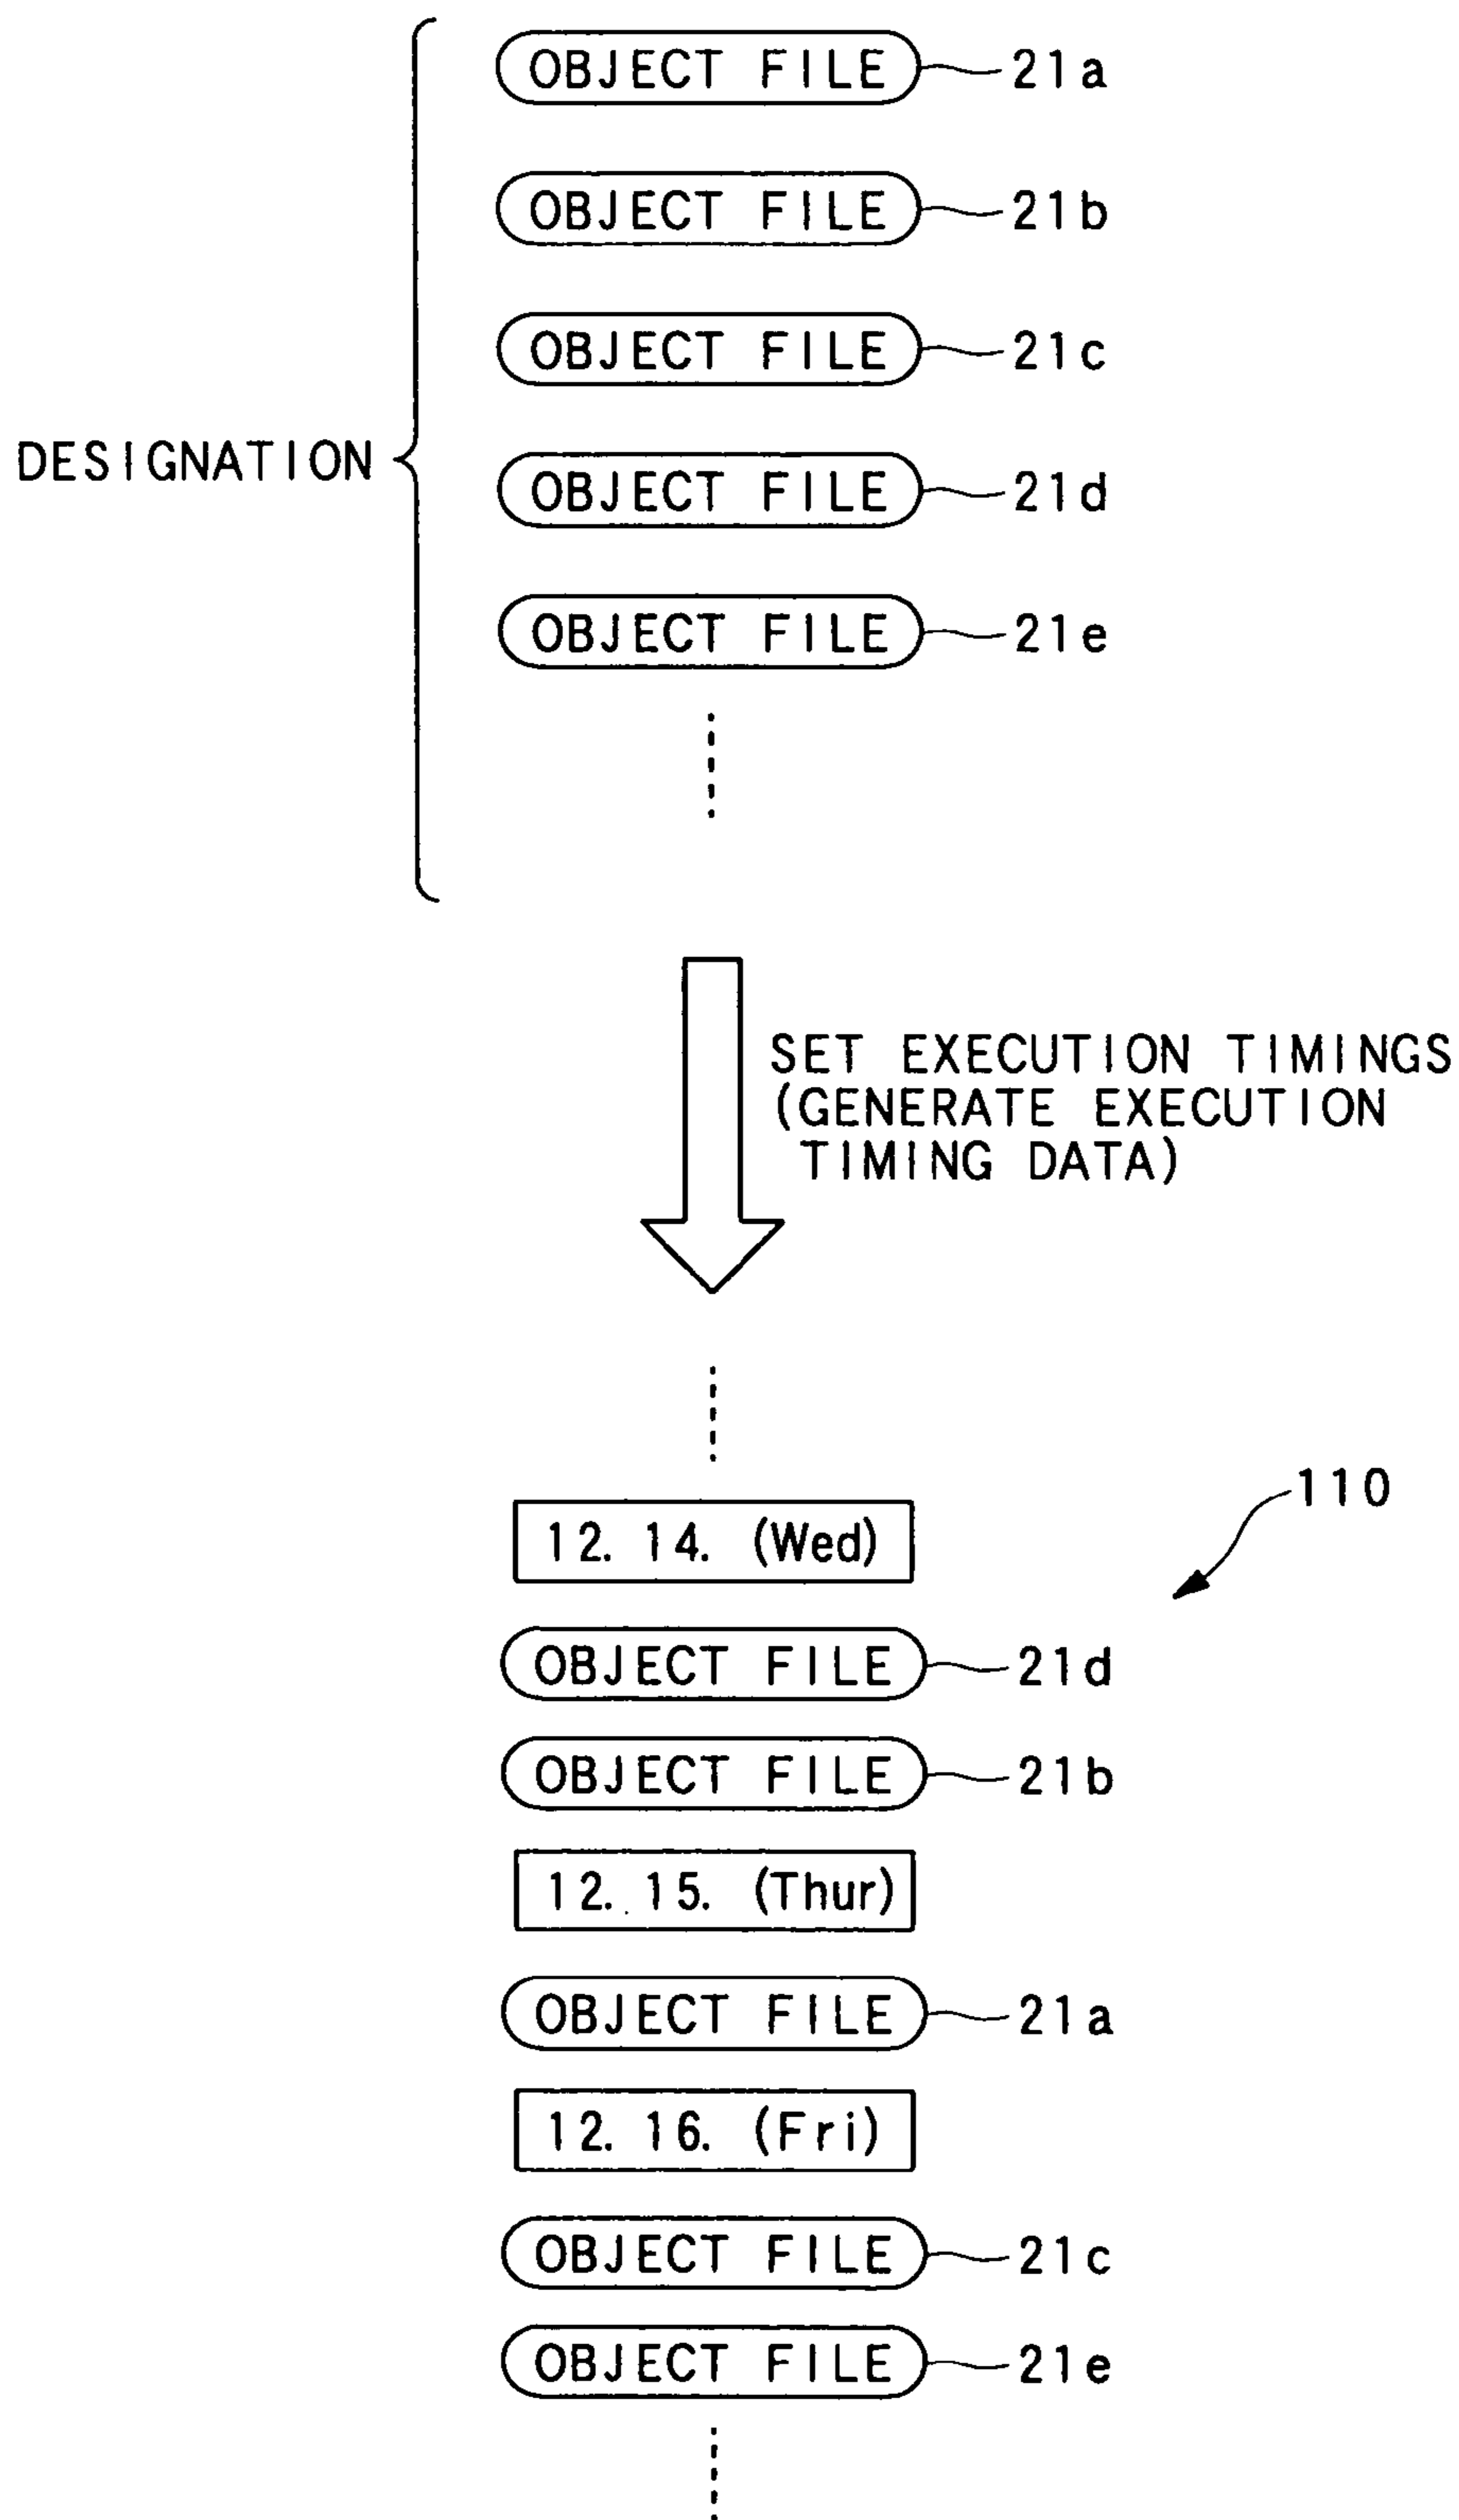 OBJECT FILE 21a
OBJECT FILE 21b
OBJECT FILE 21c
DESIGNATION
OBJECT FILE 21d
OBJECT FILE 21e
SET EXECUTION TIMINGS
(GENERATE EXECUTION
TIMING DATA)
110
12. 14. (Wed)
OBJECT FILE 21d
OBJECT FILE 21b
12. 15. (Thur)
OBJECT FILE 21a
12. 16. (Fri)
OBJECT FILE 21c
OBJECT FILE 21e